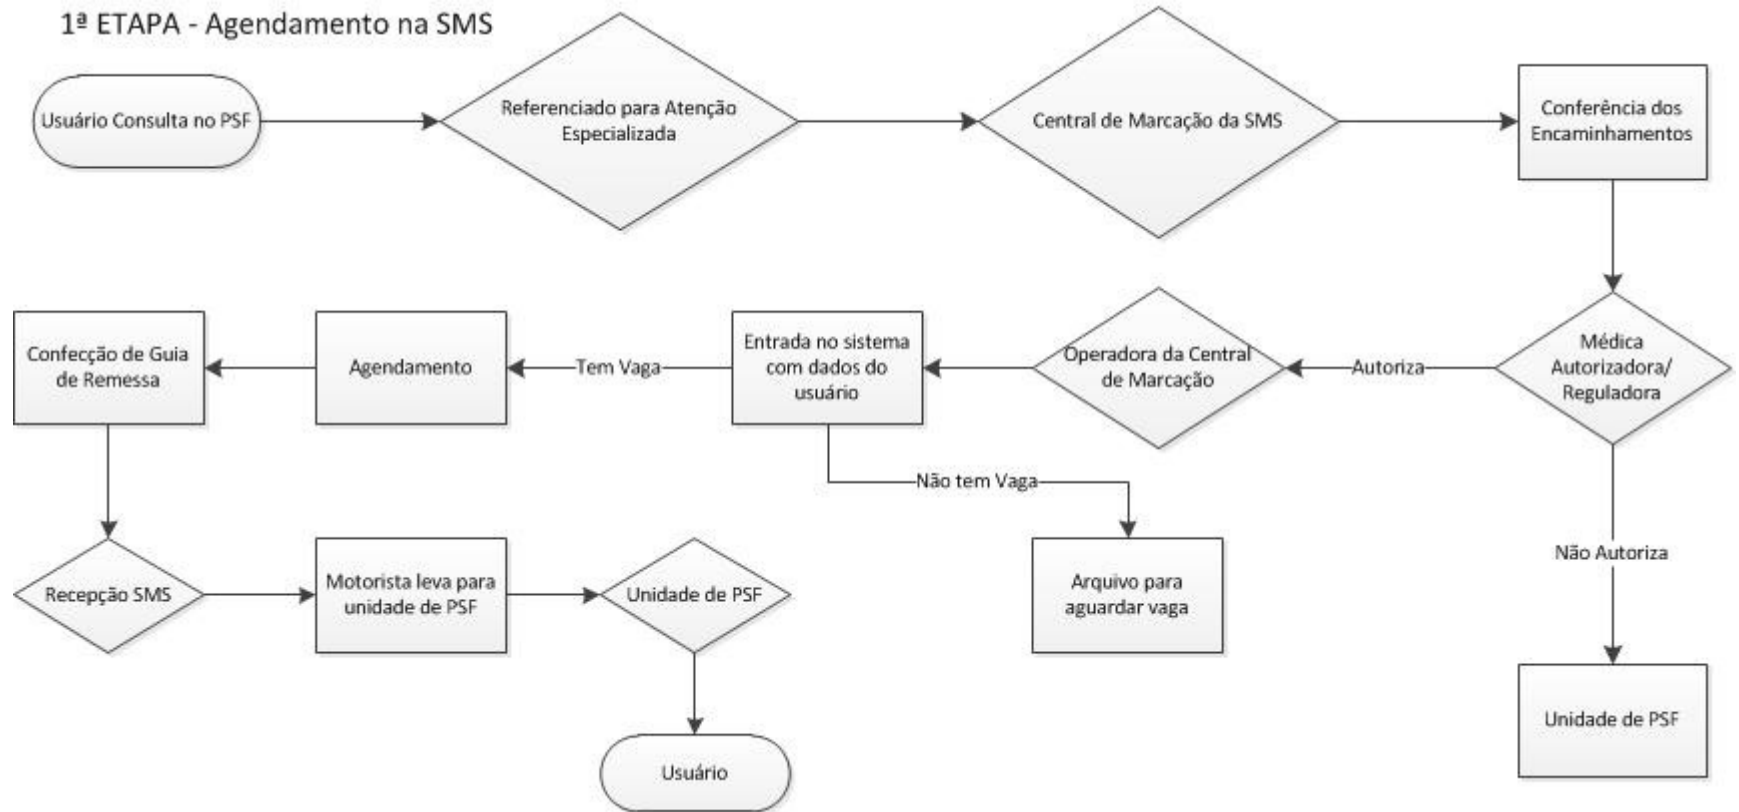 1ª ETAPA - Agendamento na SMS
Usuário Consulta no PSF
Referenciado para Atenção
Especializada
Central de Marcação da SMS
Conferência dos
Encaminhamentos
Confecção de Guia
de Remessa
Agendamento
Tem Vaga
Entrada no sistema
com dados do
usuário
Operadora da Central
de Marcação
Autoriza
Médica
Autorizadora/
Reguladora
Não tem Vaga
Não Autoriza
Recepção SMS
Motorista leva para
unidade de PSF
Unidade de PSF
Arquivo para
aguardar vaga
Unidade de PSF
Usuário